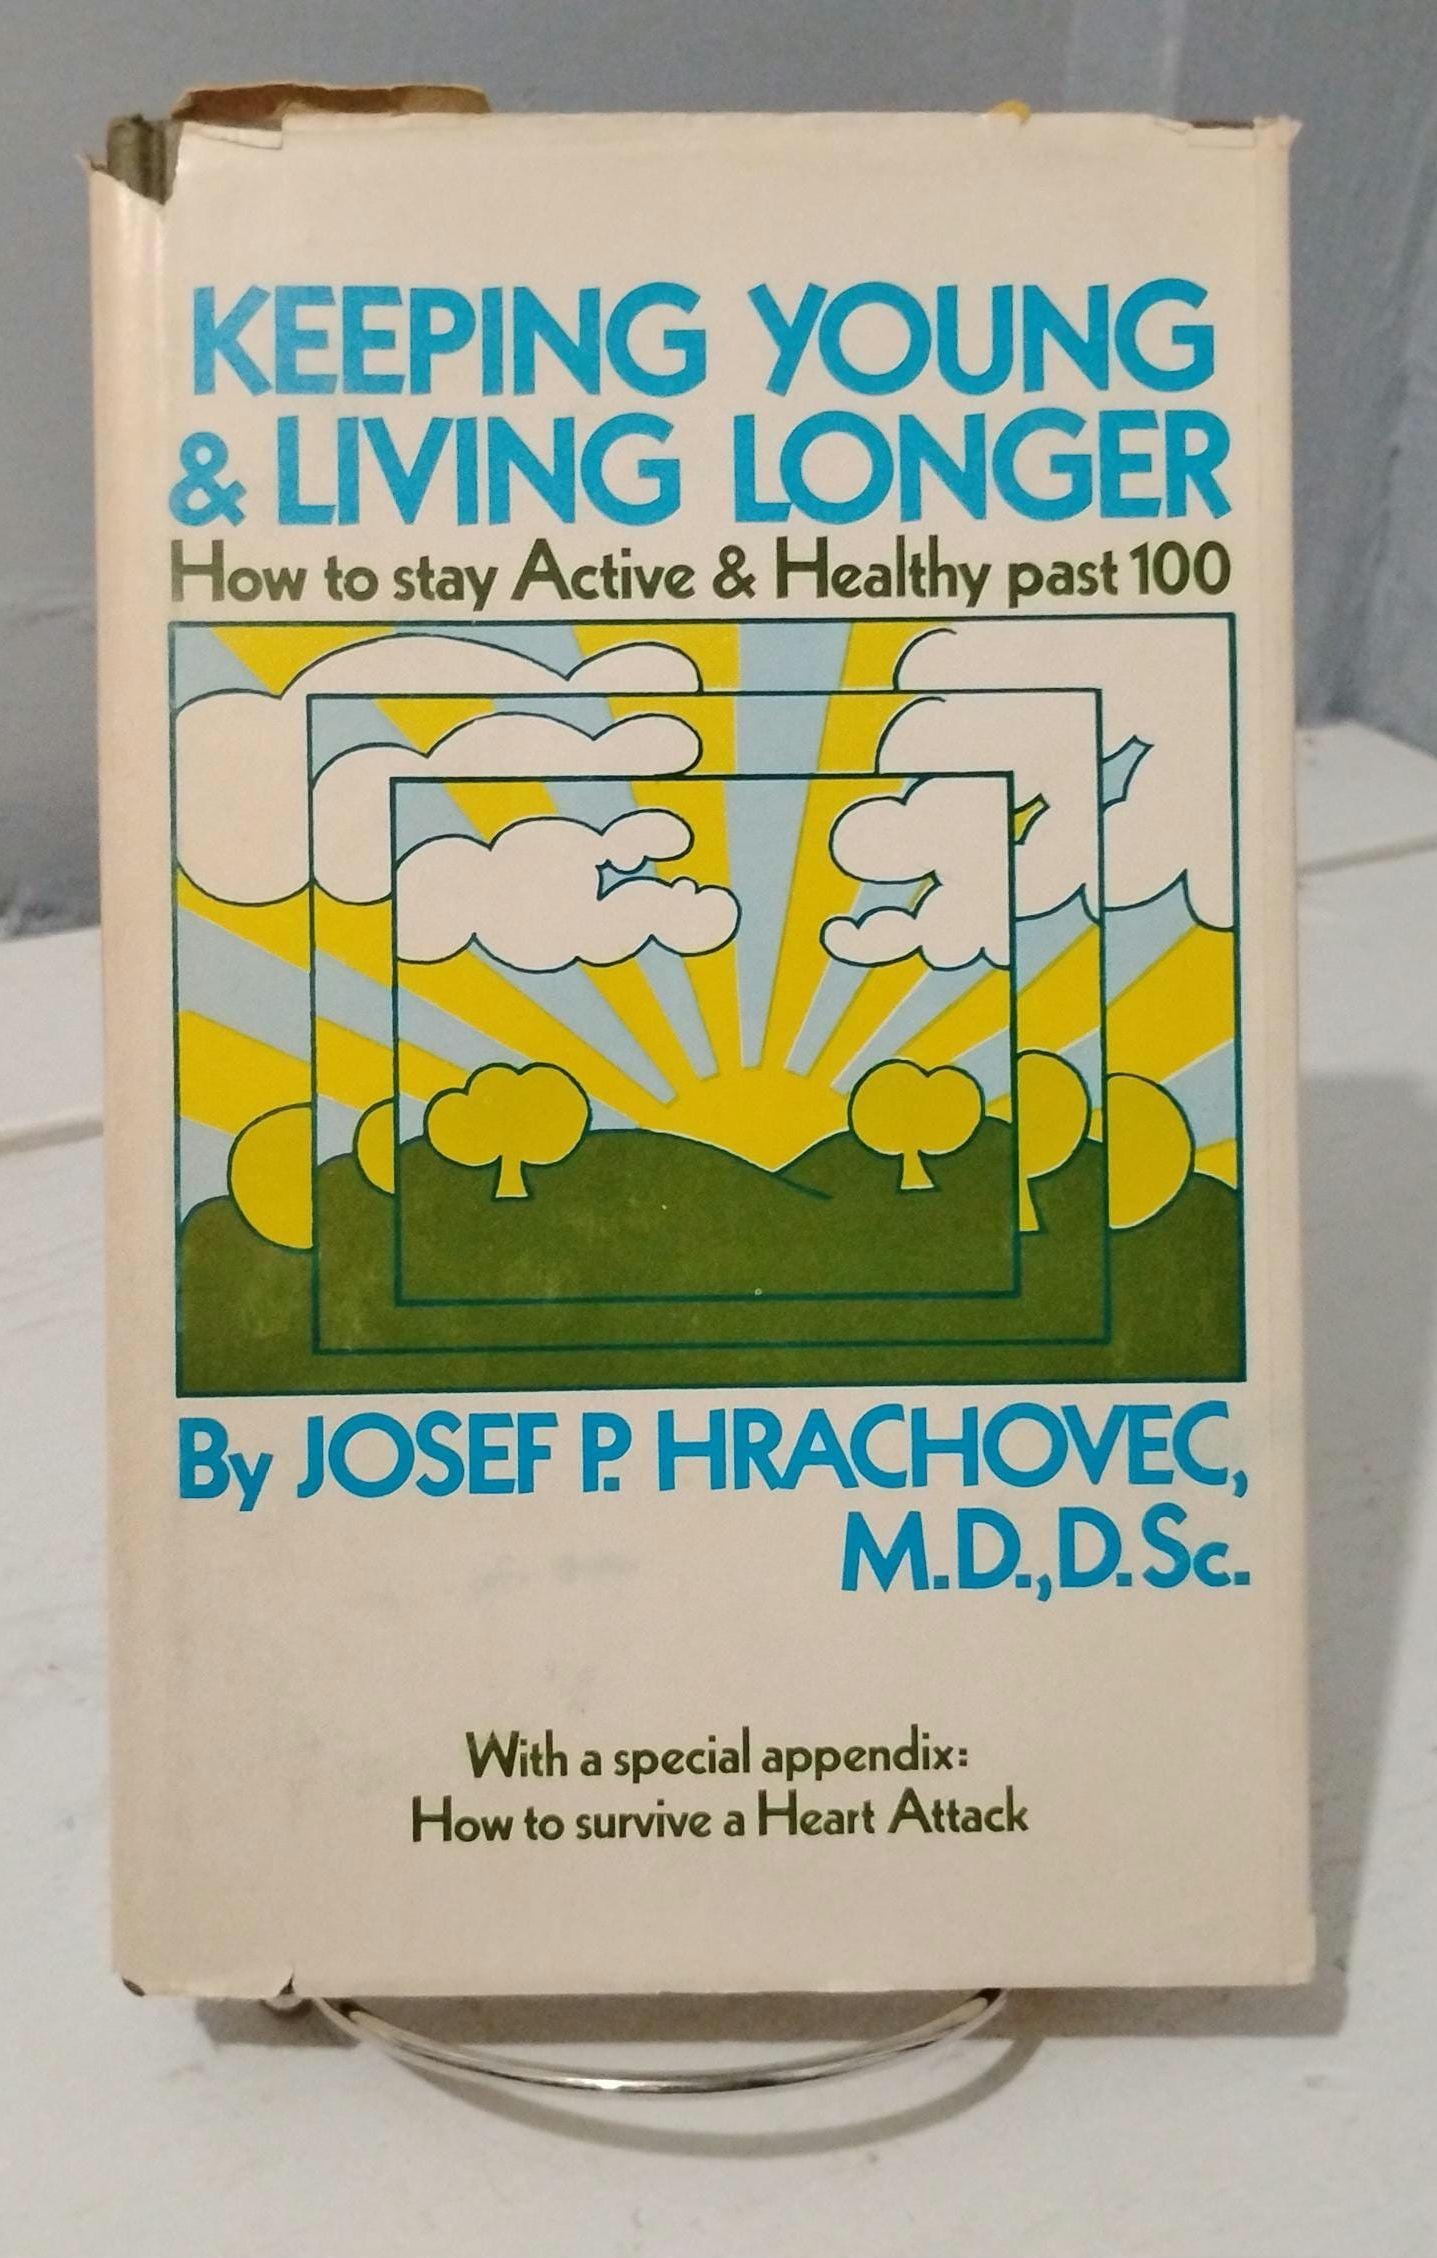 KEEPING YOUNG
& LIVING LONGER
How to stay Active & Healthy past 100
By JOSEF P. HRACHOVEC,
M.D., D.Sc.
With a special appendix:
How to survive a Heart Attack